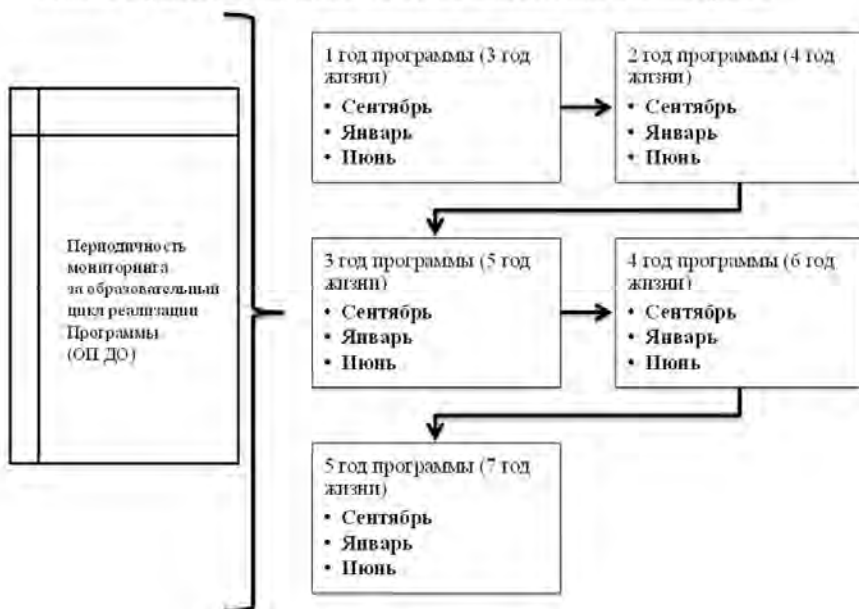 Периодичность
мониторинга
за образовательный
цикл реализации
Программы
(ОП ДО)
1 год программы (3 год
жизни)
• Сентябрь
• Январь
• Июнь
2 год программы (4 год
жизни)
• Сентябрь
• Январь
• Июнь
3 год программы (5 год
жизни)
• Сентябрь
• Январь
• Июнь
4 год программы (6 год
жизни)
• Сентябрь
• Январь
• Июнь
5 год программы (7 год
жизни)
• Сентябрь
• Январь
• Июнь